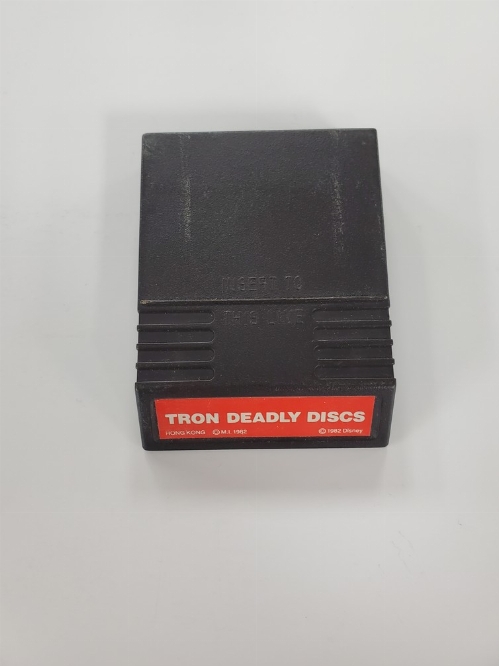 INSERT TO
THIS LINE
TRON DEADLY DISCS
HONG KONG © M.I. 1982 © 1982 Disney